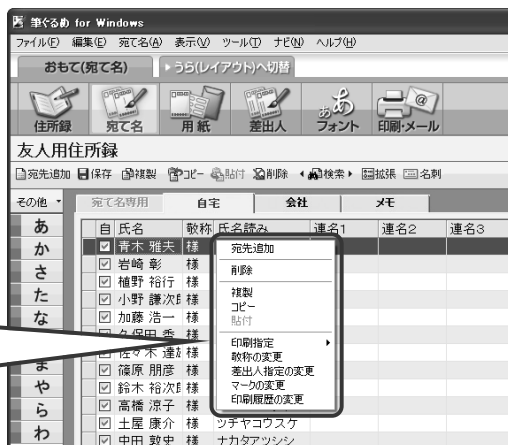 筆ぐるめ for Windows
ファイル(F) 編集(E) 宛て名(A) 表示(V) ツール(T) ナビ(N) ヘルプ(H)
おもて(宛て名) うら(レイアウト)へ切替
住所録 宛て名 用紙 差出人 フォント 印刷・メール
友人用住所録
宛先追加 保存 複製 コピー 貼付 削除 検索 拡張 名刺
その他 宛て名専用 自宅 会社 メモ
自 氏名 敬称 氏名読み 連名1 連名2 連名3
あ
か
さ
た
な
ま
や
ら
わ
青木 雅夫 様
岩崎 彰 様
植野 裕行 様
小野 謙次 様
加藤 浩一 様
久保田 香 様
佐々木 達 様
篠原 朋彦 様
鈴木 裕次 様
高橋 涼子 様
土屋 康介 様 ツチヤコウスケ
中田 敦史 様 ナカタアツシシ
宛先追加
削除
複製
コピー
貼付
印刷指定
敬称の変更
差出人指定の変更
マークの変更
印刷履歴の変更